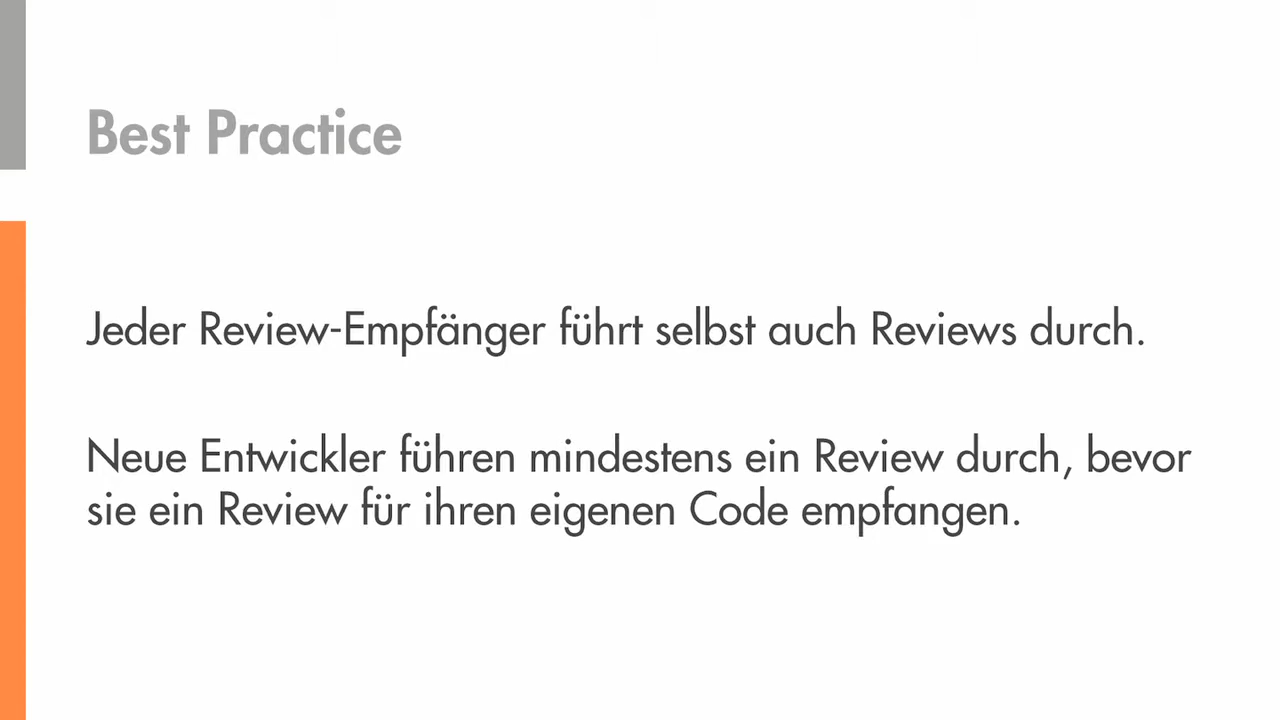 Best Practice
Jeder Review-Empfänger führt selbst auch Reviews durch.
Neue Entwickler führen mindestens ein Review durch, bevor
sie ein Review für ihren eigenen Code empfangen.